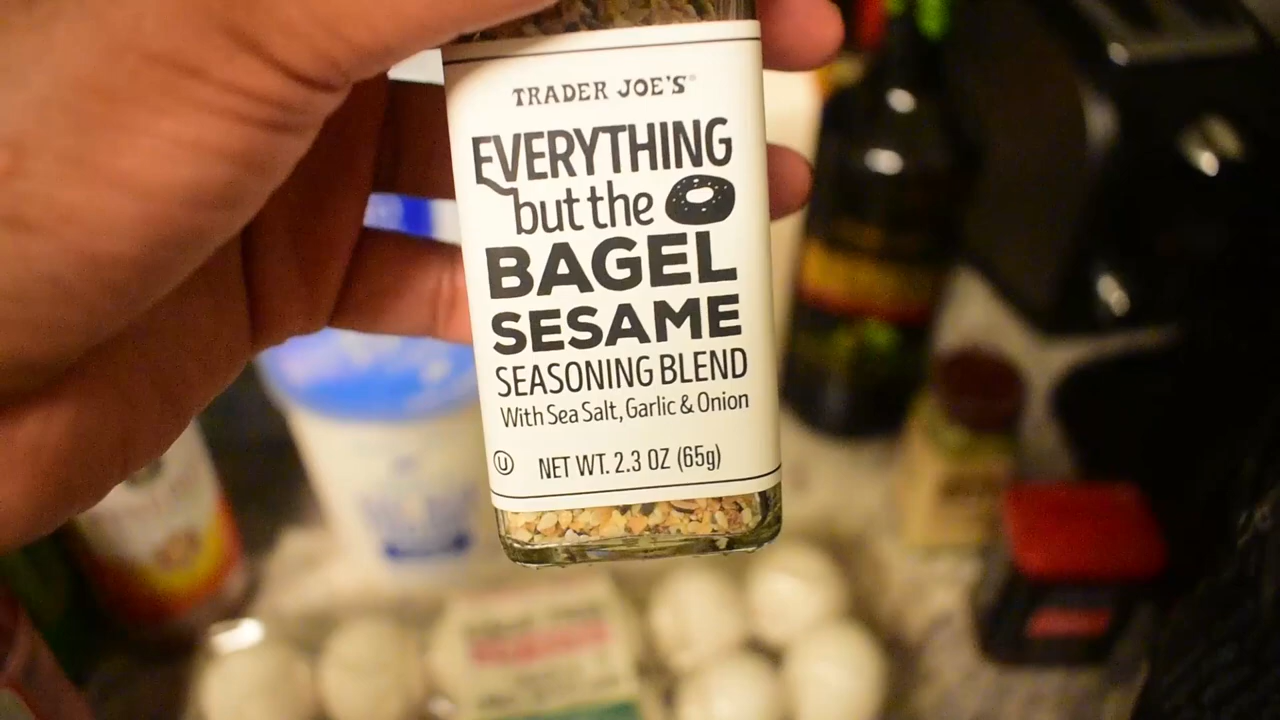 TRADER JOE'S®
EVERYTHING
but the
BAGEL
SESAME
SEASONING BLEND
With Sea Salt, Garlic & Onion
U
NET WT. 2.3 OZ (65g)